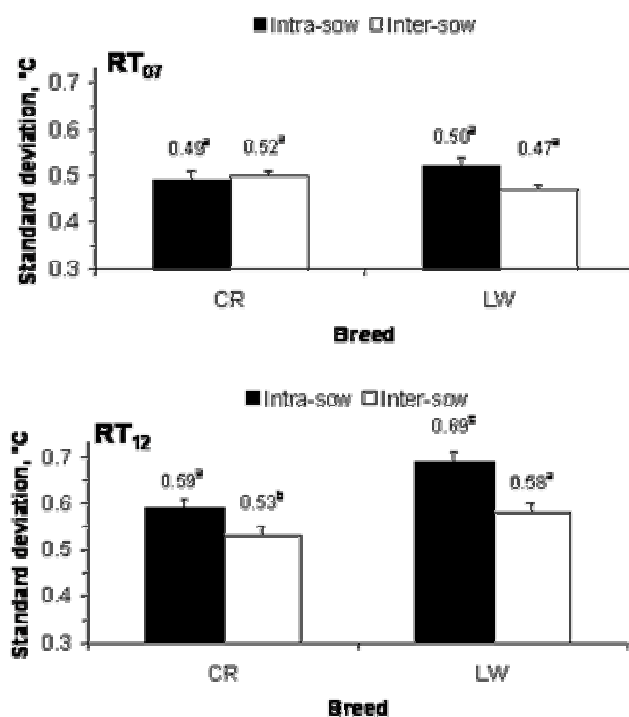 ■Intra-sow □Inter-sow
RT07
Standard deviation, °C
0.7
0.6
0.5
0.4
0.3
0.49ª 0.52ª 0.50ª 0.47ª
CR LW
Breed
■Intra-sow □Inter-sow
RT12
Standard deviation, °C
0.7
0.6
0.5
0.4
0.3
0.59ª 0.53ᵇ 0.69ᶜ 0.58ª
CR LW
Breed